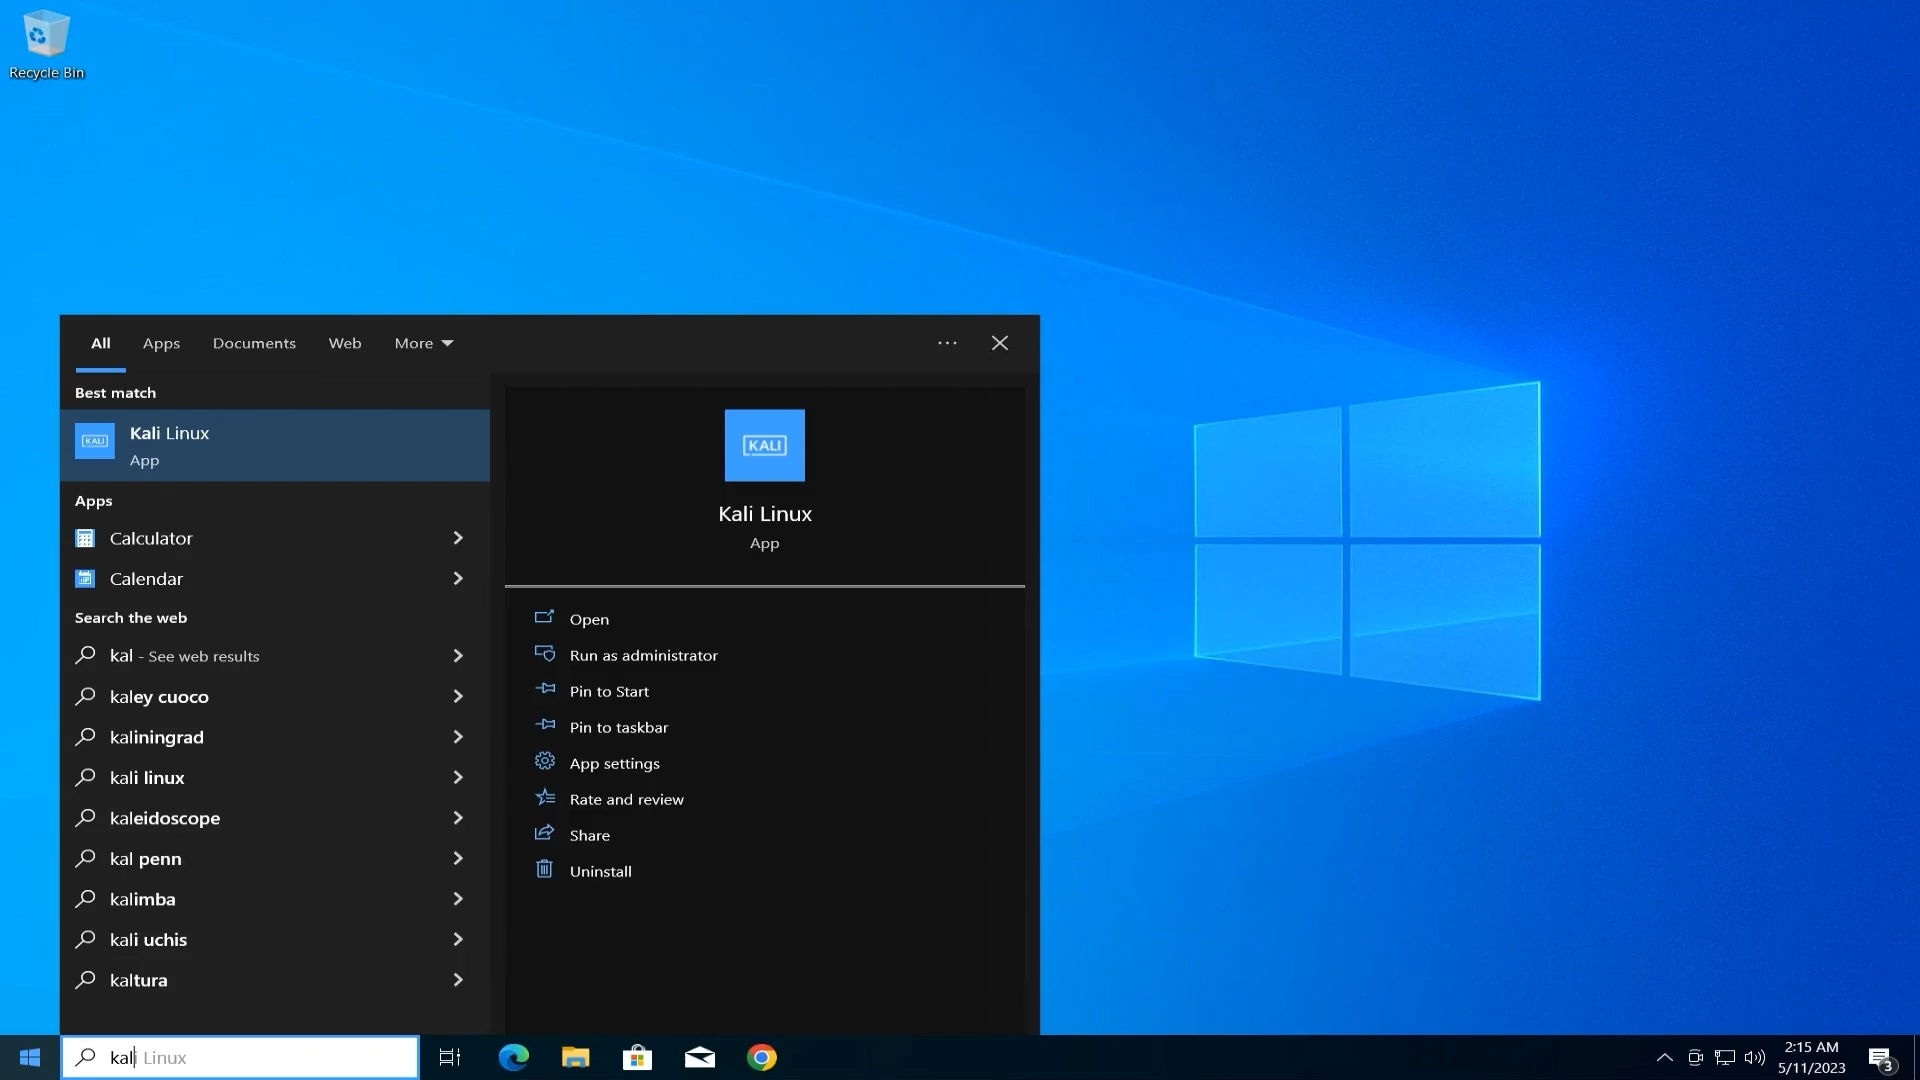 Recycle Bin
All Apps Documents Web More
Best match
KALI
Kali Linux
App
Apps
Calculator
Calendar
Search the web
kal - See web results
kaley cuoco
kaliningrad
kali linux
kaleidoscope
kal penn
kalimba
kali uchis
kaltura
KALI
Kali Linux
App
Open
Run as administrator
Pin to Start
Pin to taskbar
App settings
Rate and review
Share
Uninstall
kali Linux
2:15 AM
5/11/2023
3